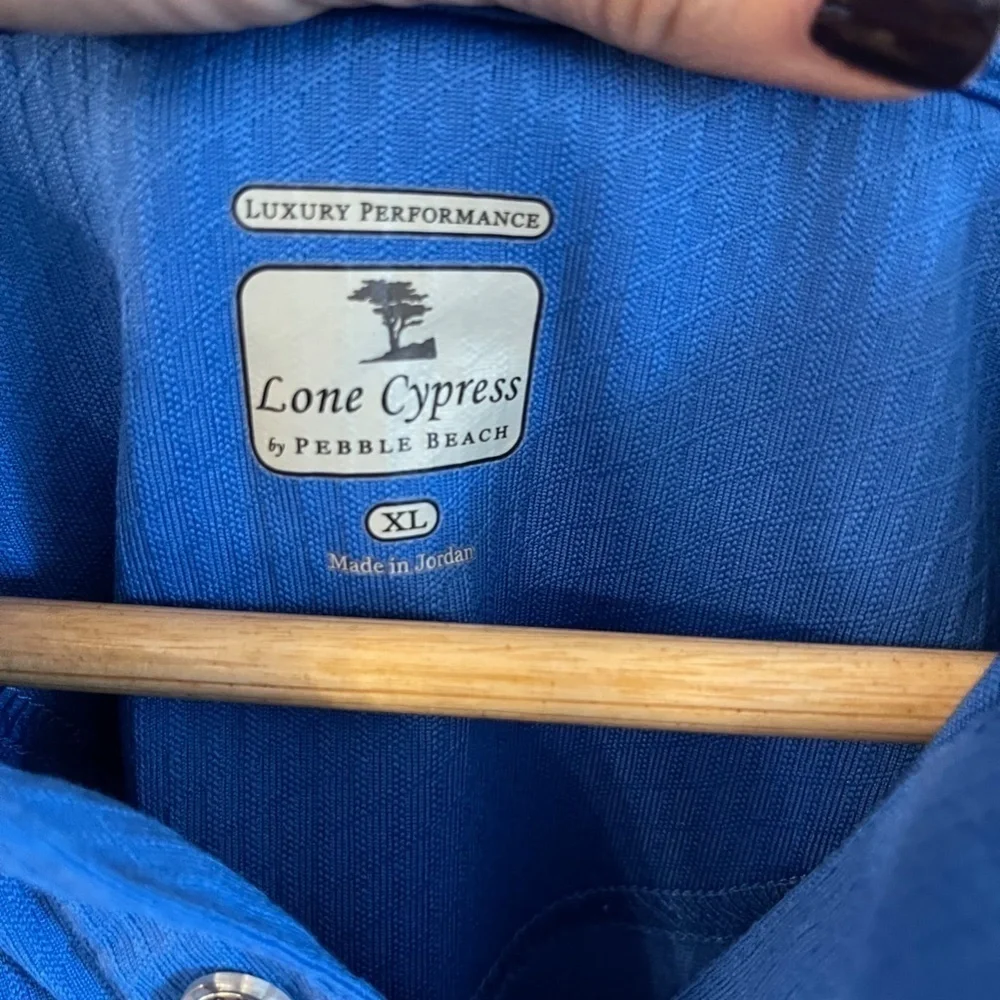 LUXURY PERFORMANCE
Lone Cypress
by PEBBLE BEACH
XL
Made in Jordan